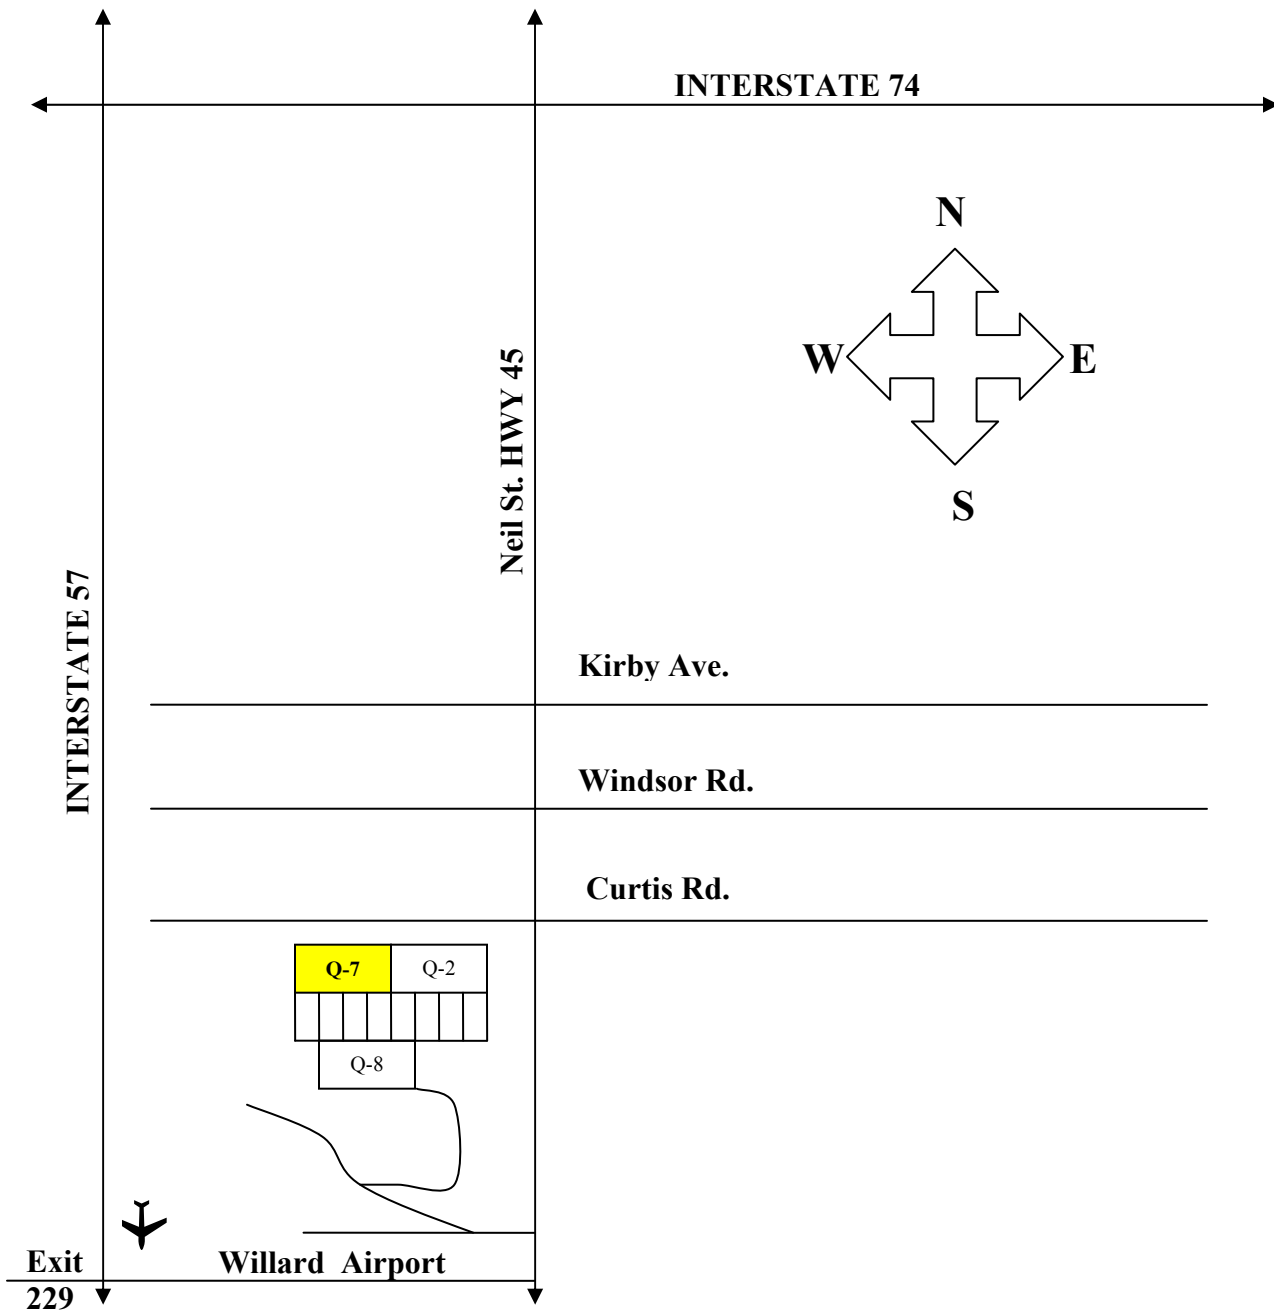 INTERSTATE 74
N
W
E
S
Neil St. HWY 45
INTERSTATE 57
Kirby Ave.
Windsor Rd.
Curtis Rd.
Q-7
Q-2
Q-8
Exit
Willard Airport
229